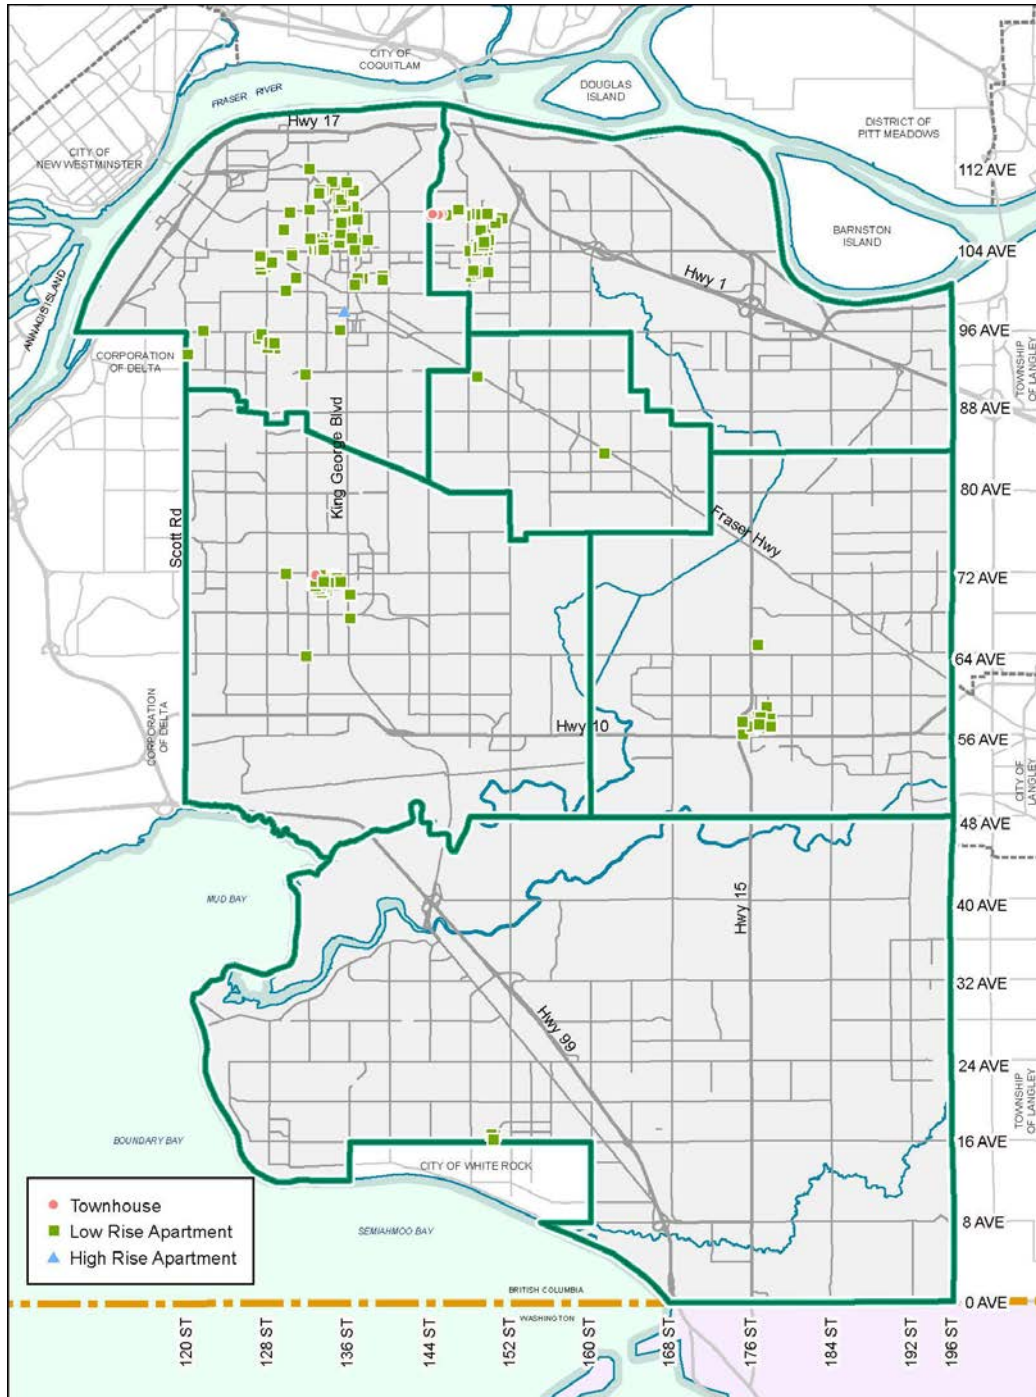 CITY OF
COQUITLAM
DOUGLAS
ISLAND
FRASER RIVER
Hwy 17
DISTRICT OF
PITT MEADOWS
CITY OF
NEW WESTMINSTER
112 AVE
BARNSTON
ISLAND
104 AVE
Hwy 1
ANNACIS ISLAND
96 AVE
CORPORATION
OF DELTA
TOWNSHIP
OF LANGLEY
88 AVE
King George Blvd
80 AVE
Scott Rd
Fraser Hwy
72 AVE
64 AVE
CORPORATION
OF DELTA
Hwy 10
56 AVE
CITY OF
LANGLEY
48 AVE
MUD BAY
Hwy 15
40 AVE
32 AVE
Hwy 99
24 AVE
TOWNSHIP
OF LANGLEY
BOUNDARY BAY
16 AVE
CITY OF WHITE ROCK
Townhouse
Low Rise Apartment
High Rise Apartment
SEMIAHMOO BAY
8 AVE
BRITISH COLUMBIA
0 AVE
WASHINGTON
120 ST
128 ST
136 ST
144 ST
152 ST
160 ST
168 ST
176 ST
184 ST
192 ST
196 ST